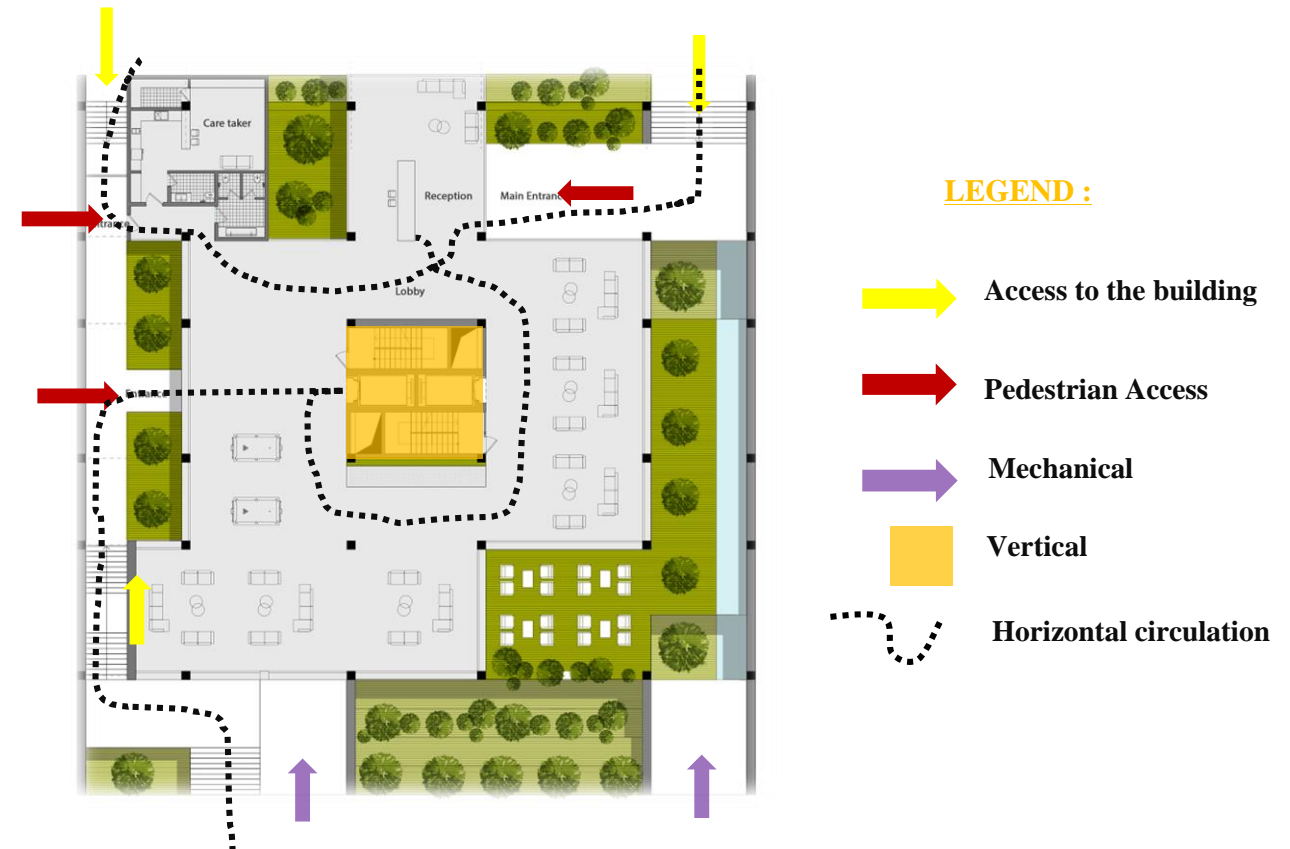 Care taker
Reception
Main Entrance
Lobby
LEGEND :
Access to the building
Pedestrian Access
Mechanical
Vertical
Horizontal circulation